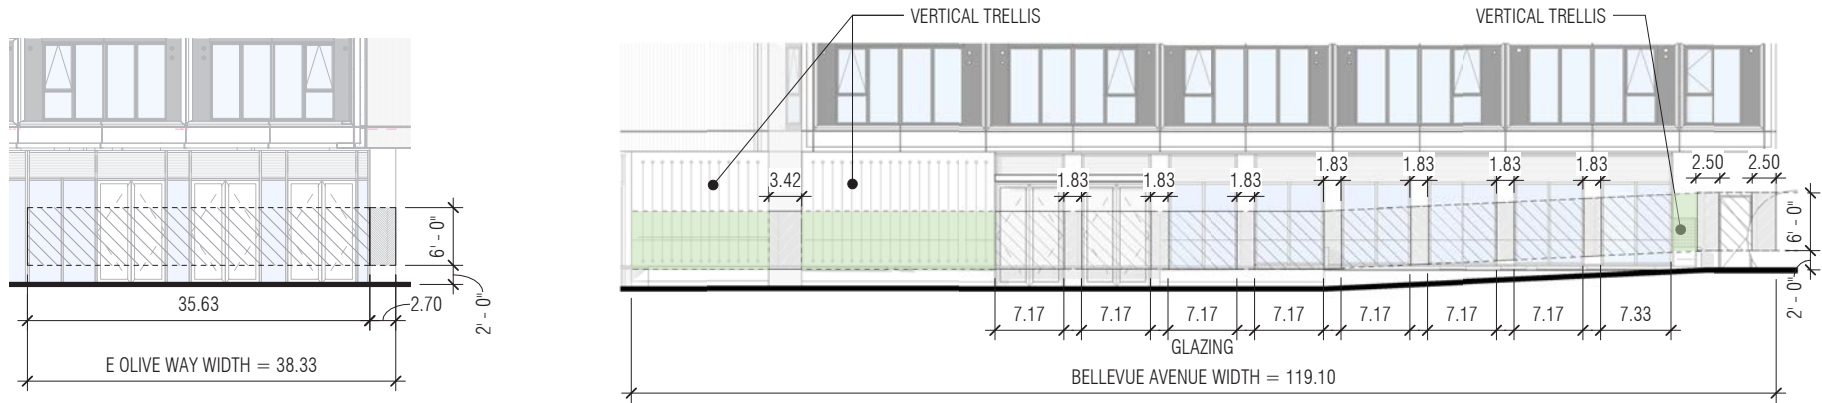 VERTICAL TRELLIS
VERTICAL TRELLIS
3.42
1.83
1.83
1.83
1.83
1.83
1.83
1.83
2.50
2.50
6' - 0"
6' - 0"
35.63
2.70
2' - 0"
7.17
7.17
7.17
7.17
7.17
7.17
7.17
7.33
2' - 0"
GLAZING
E OLIVE WAY WIDTH = 38.33
BELLEVUE AVENUE WIDTH = 119.10